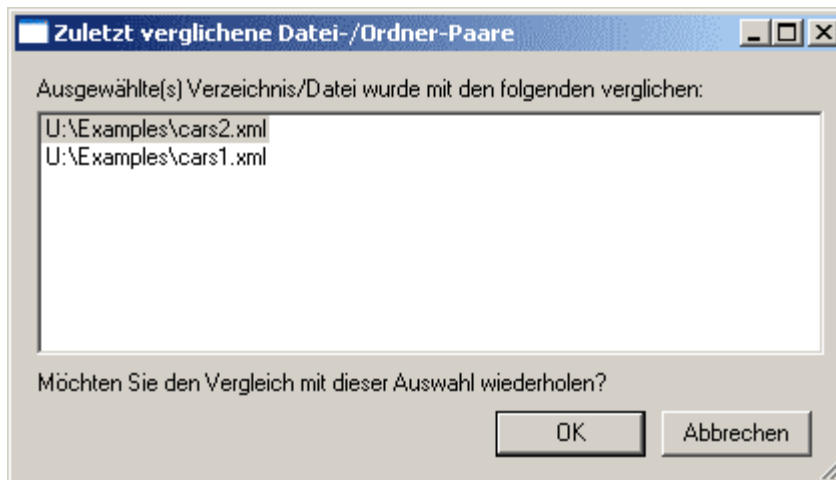 Zuletzt verglichene Datei-/Ordner-Paare
Ausgewählte(s) Verzeichnis/Datei wurde mit den folgenden verglichen:
U:\Examples\cars2.xml
U:\Examples\cars1.xml
Möchten Sie den Vergleich mit dieser Auswahl wiederholen?
OK
Abbrechen